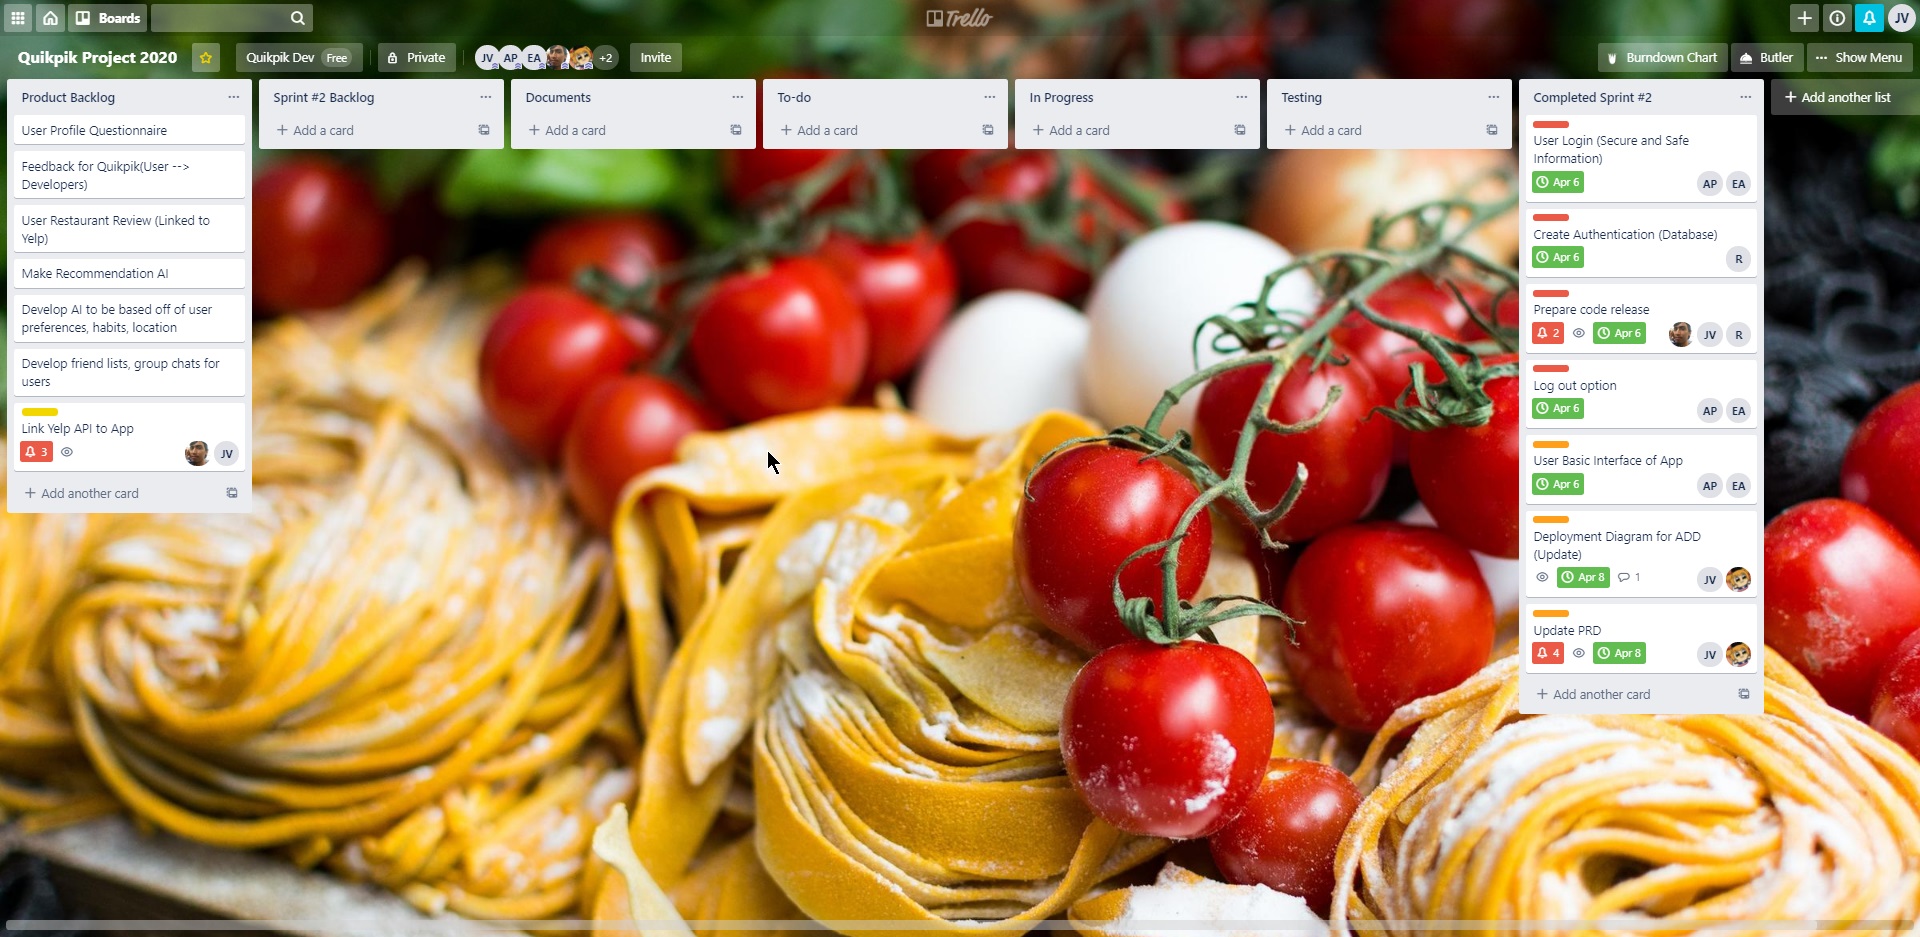 Boards
Trello
JV
Quikpik Project 2020
Quikpik Dev Free
Private
JV AP EA +2
Invite
Burndown Chart
Butler
Show Menu
Product Backlog
User Profile Questionnaire
Feedback for Quikpik(User -->
Developers)
User Restaurant Review (Linked to
Yelp)
Make Recommendation AI
Develop AI to be based off of user
preferences, habits, location
Develop friend lists, group chats for
users
Link Yelp API to App
3
JV
+ Add another card
Sprint #2 Backlog
+ Add a card
Documents
+ Add a card
To-do
+ Add a card
In Progress
+ Add a card
Testing
+ Add a card
Completed Sprint #2
User Login (Secure and Safe
Information)
Apr 6
AP EA
Create Authentication (Database)
Apr 6
R
Prepare code release
2 Apr 6
JV R
Log out option
Apr 6
AP EA
User Basic Interface of App
Apr 6
AP EA
Deployment Diagram for ADD
(Update)
Apr 8 1
JV
Update PRD
4 Apr 8
JV
+ Add another card
+ Add another list